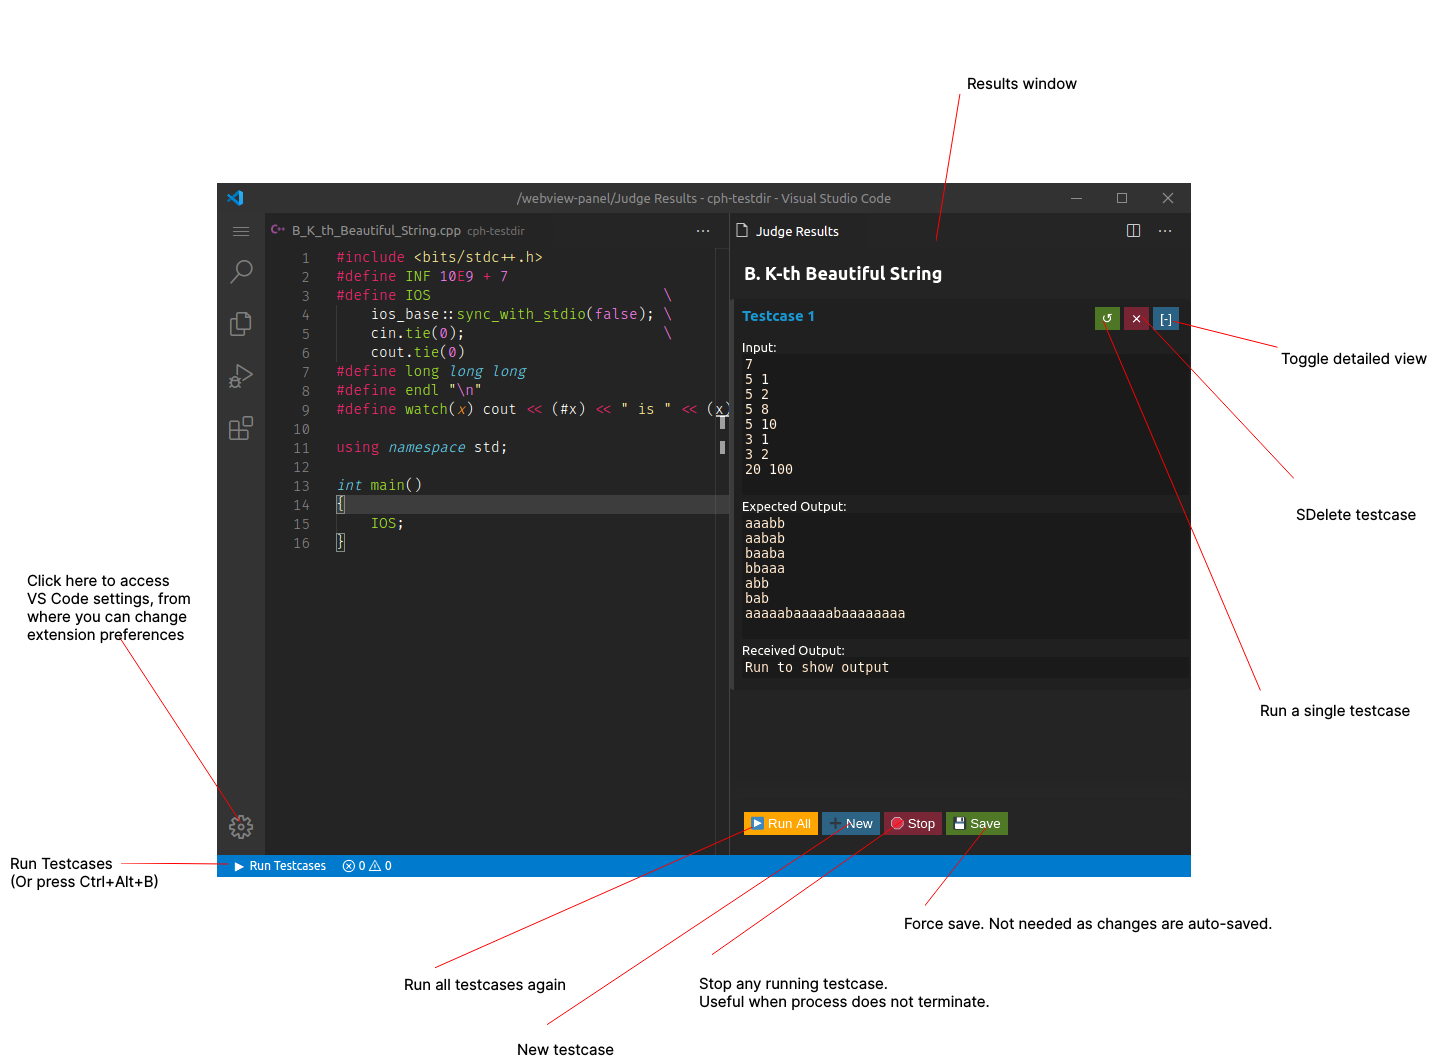 Results window
/webview-panel/Judge Results - cph-testdir - Visual Studio Code
C++ B_K_th_Beautiful_String.cpp cph-testdir ...
Judge Results ...
1 #include <bits/stdc++.h>
2 #define INF 10E9 + 7
3 #define IOS \
4 ios_base::sync_with_stdio(false); \
5 cin.tie(0); \
6 cout.tie(0)
7 #define long long long
8 #define endl "\n"
9 #define watch(x) cout << (#x) << " is " << (x)
10
11 using namespace std;
12
13 int main()
14 {
15 IOS;
16 }
B. K-th Beautiful String
Testcase 1
↺ × [-]
Input:
7
5 1
5 2
5 8
5 10
3 1
3 2
20 100
Expected Output:
aaabb
aabab
baaba
bbaaa
abb
bab
aaaaabaaaaabaaaaaaaa
Received Output:
Run to show output
Run All New Stop Save
Run Testcases 0 0
Toggle detailed view
SDelete testcase
Run a single testcase
Click here to access
VS Code settings, from
where you can change
extension preferences
Run Testcases
(Or press Ctrl+Alt+B)
Force save. Not needed as changes are auto-saved.
Run all testcases again
Stop any running testcase.
Useful when process does not terminate.
New testcase